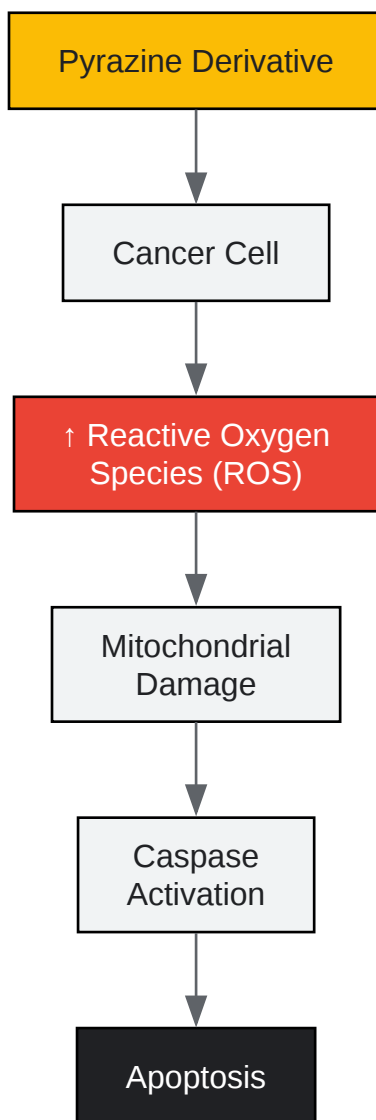 Pyrazine Derivative
Cancer Cell
↑ Reactive Oxygen
Species (ROS)
Mitochondrial
Damage
Caspase
Activation
Apoptosis